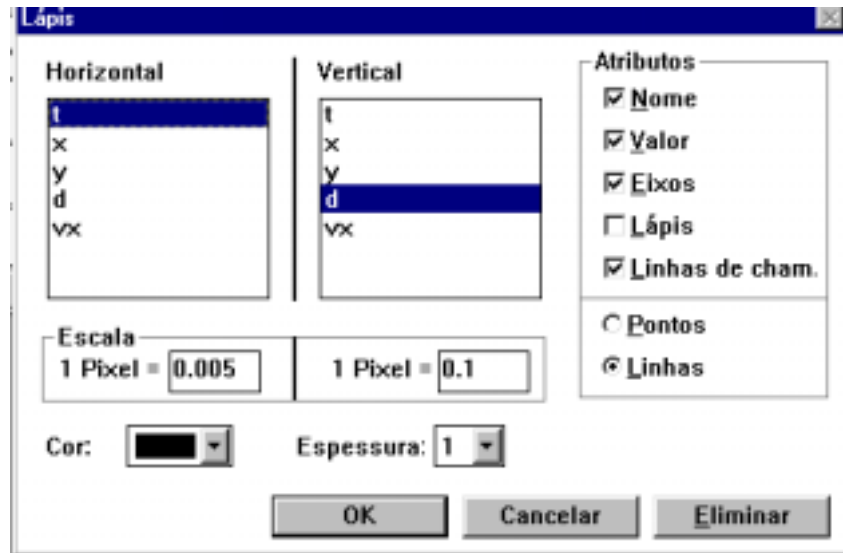 Lápis
Horizontal
t
x
y
d
vx
Vertical
t
x
y
d
vx
Atributos
Nome
Valor
Eixos
Lápis
Linhas de cham.
Pontos
Linhas
Escala
1 Pixel = 0.005
1 Pixel = 0.1
Cor:
Espessura: 1
OK
Cancelar
Eliminar